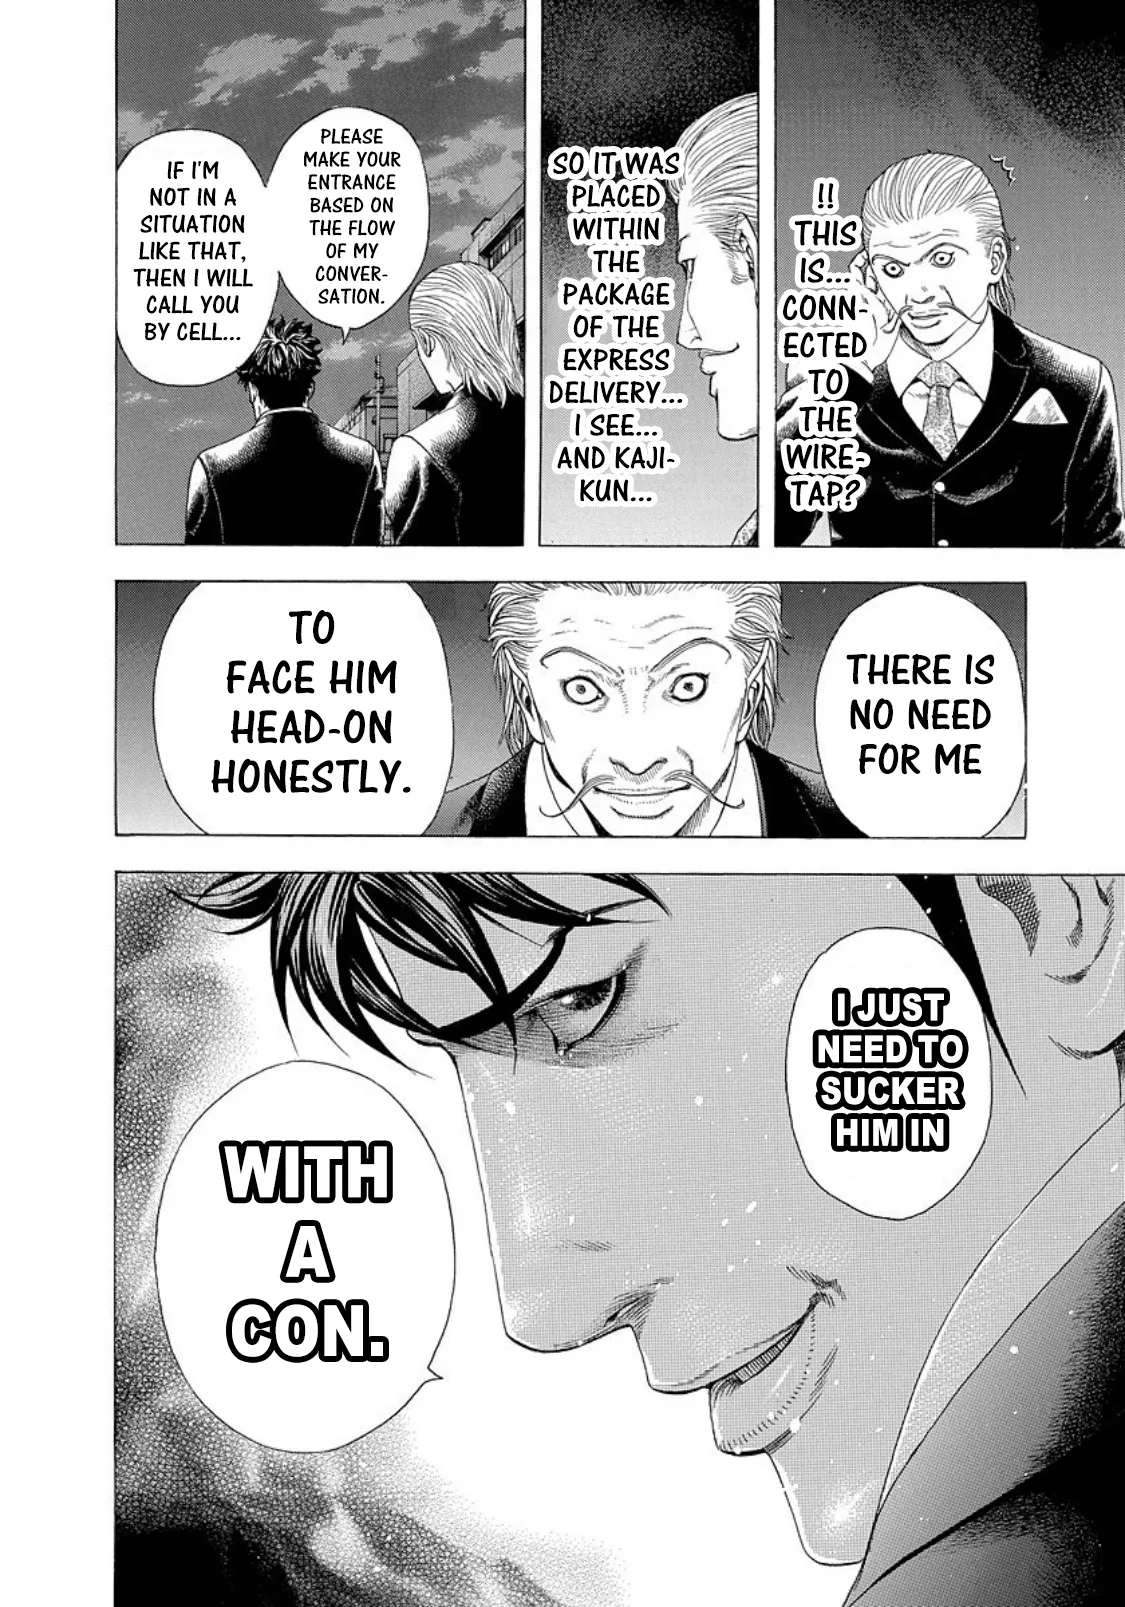 !!
THIS
IS...
CONN-
ECTED
TO
THE
WIRE-
TAP?
SO IT WAS
PLACED
WITHIN
THE
PACKAGE
OF THE
EXPRESS
DELIVERY...
I SEE...
AND KAJI-
KUN...
PLEASE
MAKE YOUR
ENTRANCE
BASED ON
THE FLOW
OF MY
CONVER-
SATION.
IF I'M
NOT IN A
SITUATION
LIKE THAT,
THEN I WILL
CALL YOU
BY CELL...
THERE IS
NO NEED
FOR ME
TO
FACE HIM
HEAD-ON
HONESTLY.
I JUST
NEED TO
SUCKER
HIM IN
WITH
A
CON.